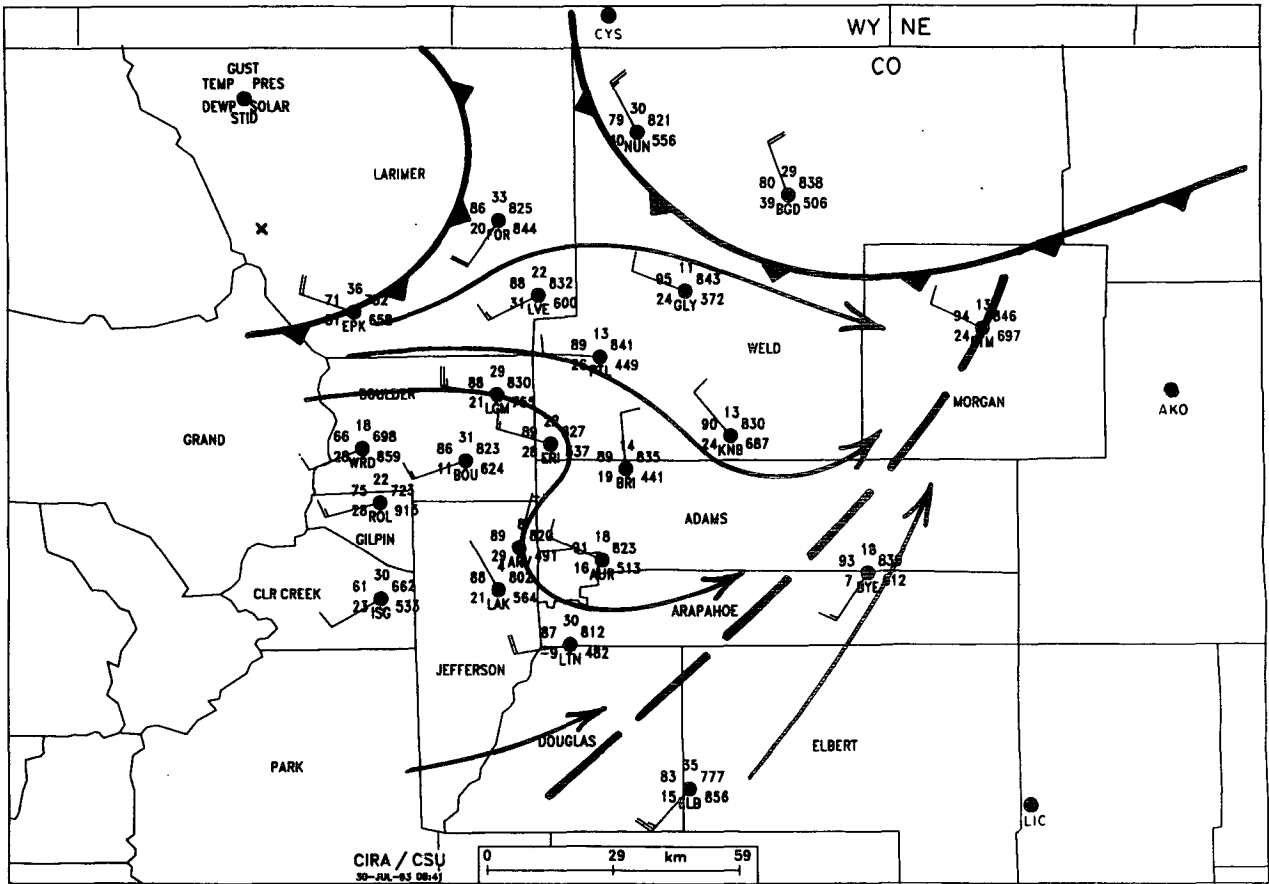 CYS
WY NE
CO
GUST
TEMP PRES
DEWP SOLAR
STID
LARIMER
30
79 821
NUN 556
29
80 838
39 BGD 506
33
86 825
20 FOR 844
22
88 832
31 LVE 600
11
95 843
24 GLY 372
36
71
EPK 658
13
94 846
24 697
13
89 841
26 449
WELD
29
88 830
21 LGM
BOULDER
MORGAN
AKO
GRAND
18
66 698
28 WRD 859
31
86 823
11 BOU 624
22
89 827
28 ERI
14
89 835
19 BRI 441
13
90 830
24 KNB 687
22
75 723
28 ROL 915
GILPIN
ADAMS
89 820
29 ARV 491
18
823
16 AUR 513
18
93
7 BYE 612
CLR CREEK
30
61 662
23 ISG 533
4
88 802
21 LAK 564
ARAPAHOE
30
87 812
-9 LTN 482
JEFFERSON
DOUGLAS
ELBERT
PARK
35
83 777
15 ELB 856
LIC
CIRA / CSU
0 29 km 59